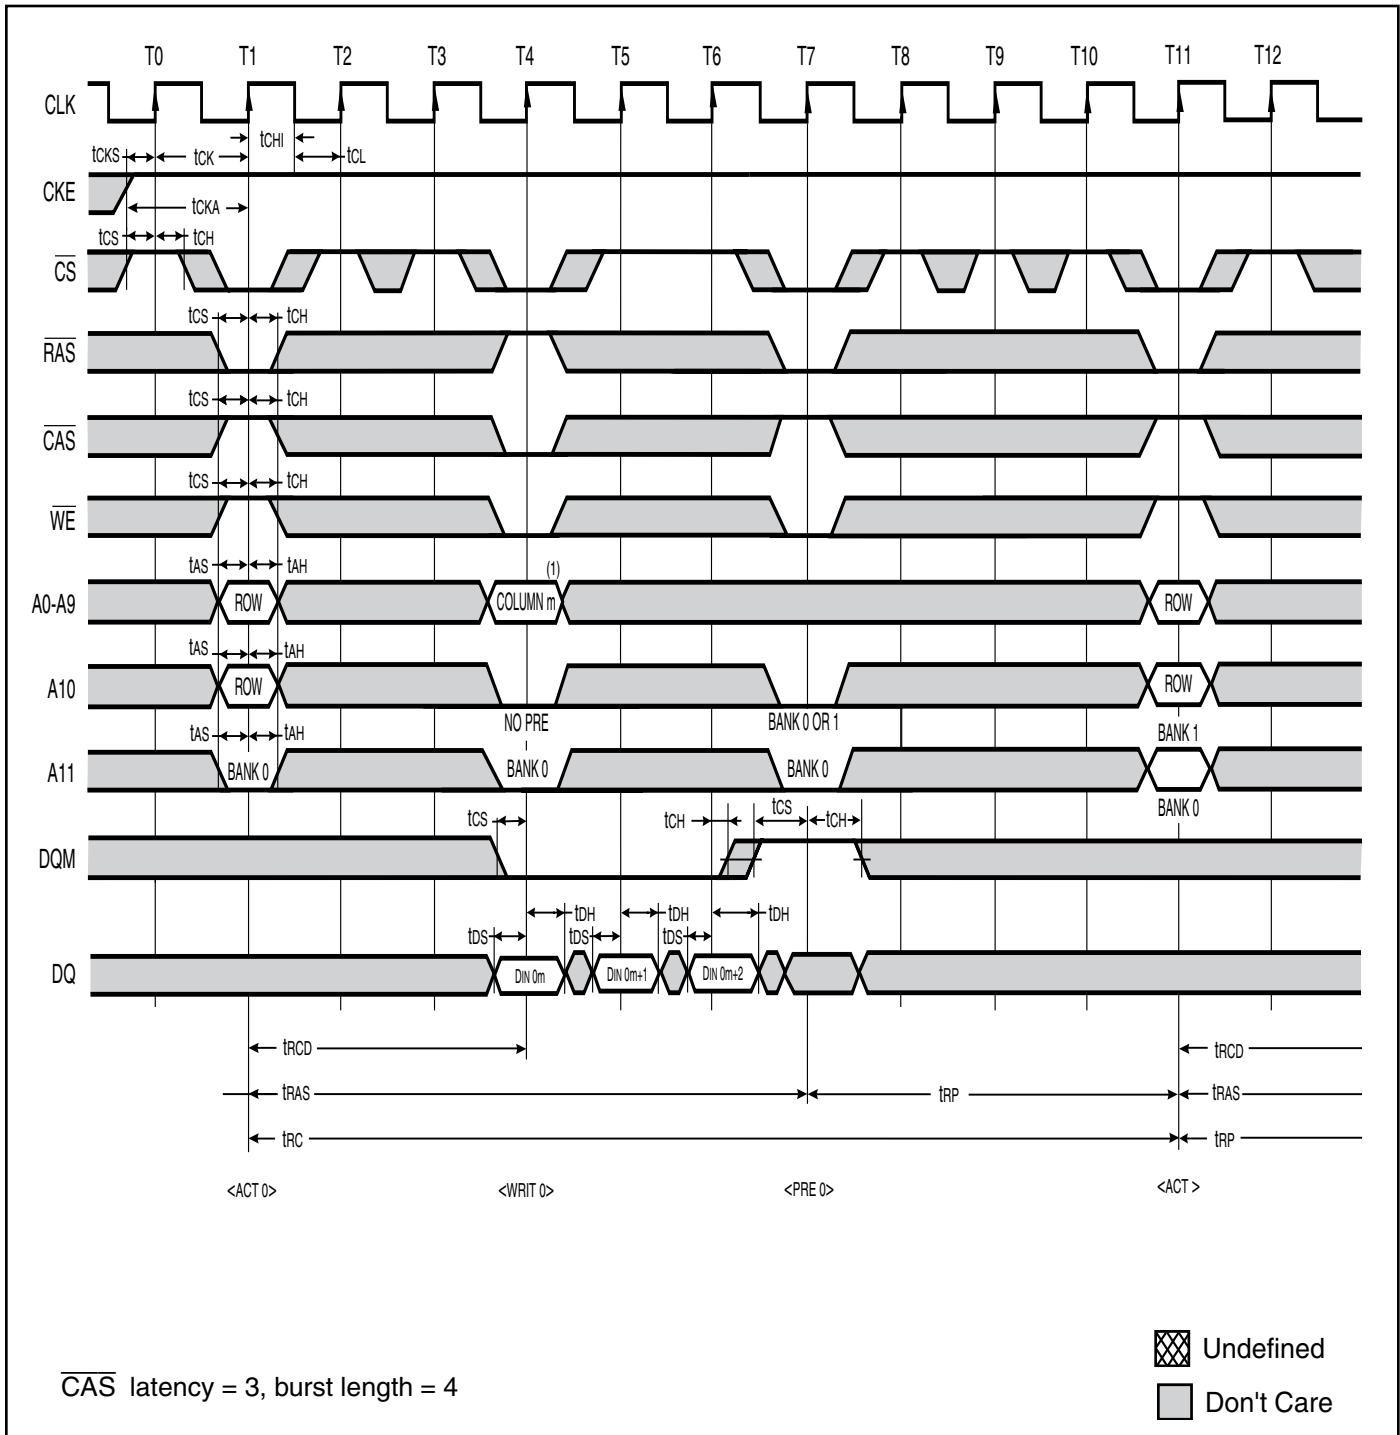 T0 T1 T2 T3 T4 T5 T6 T7 T8 T9 T10 T11 T12
CLK
tCHI
tCKS tCK tCL
CKE
tCKA
tCS tCH
CS
tCS tCH
RAS
tCS tCH
CAS
tCS tCH
WE
tAS tAH
(1)
A0-A9 ROW COLUMN m ROW
tAS tAH
A10 ROW ROW
NO PRE BANK 0 OR 1 BANK 1
tAS tAH
A11 BANK 0 BANK 0 BANK 0
BANK 0
tCS tCH tCS tCH
DQM
tDH tDH tDH
tDS tDS tDS
DQ DIN 0m DIN 0m+1 DIN 0m+2
tRCD tRCD
tRAS tRP tRAS
tRC tRP
<ACT 0> <WRIT 0> <PRE 0> <ACT >
Undefined
CAS latency = 3, burst length = 4
Don't Care